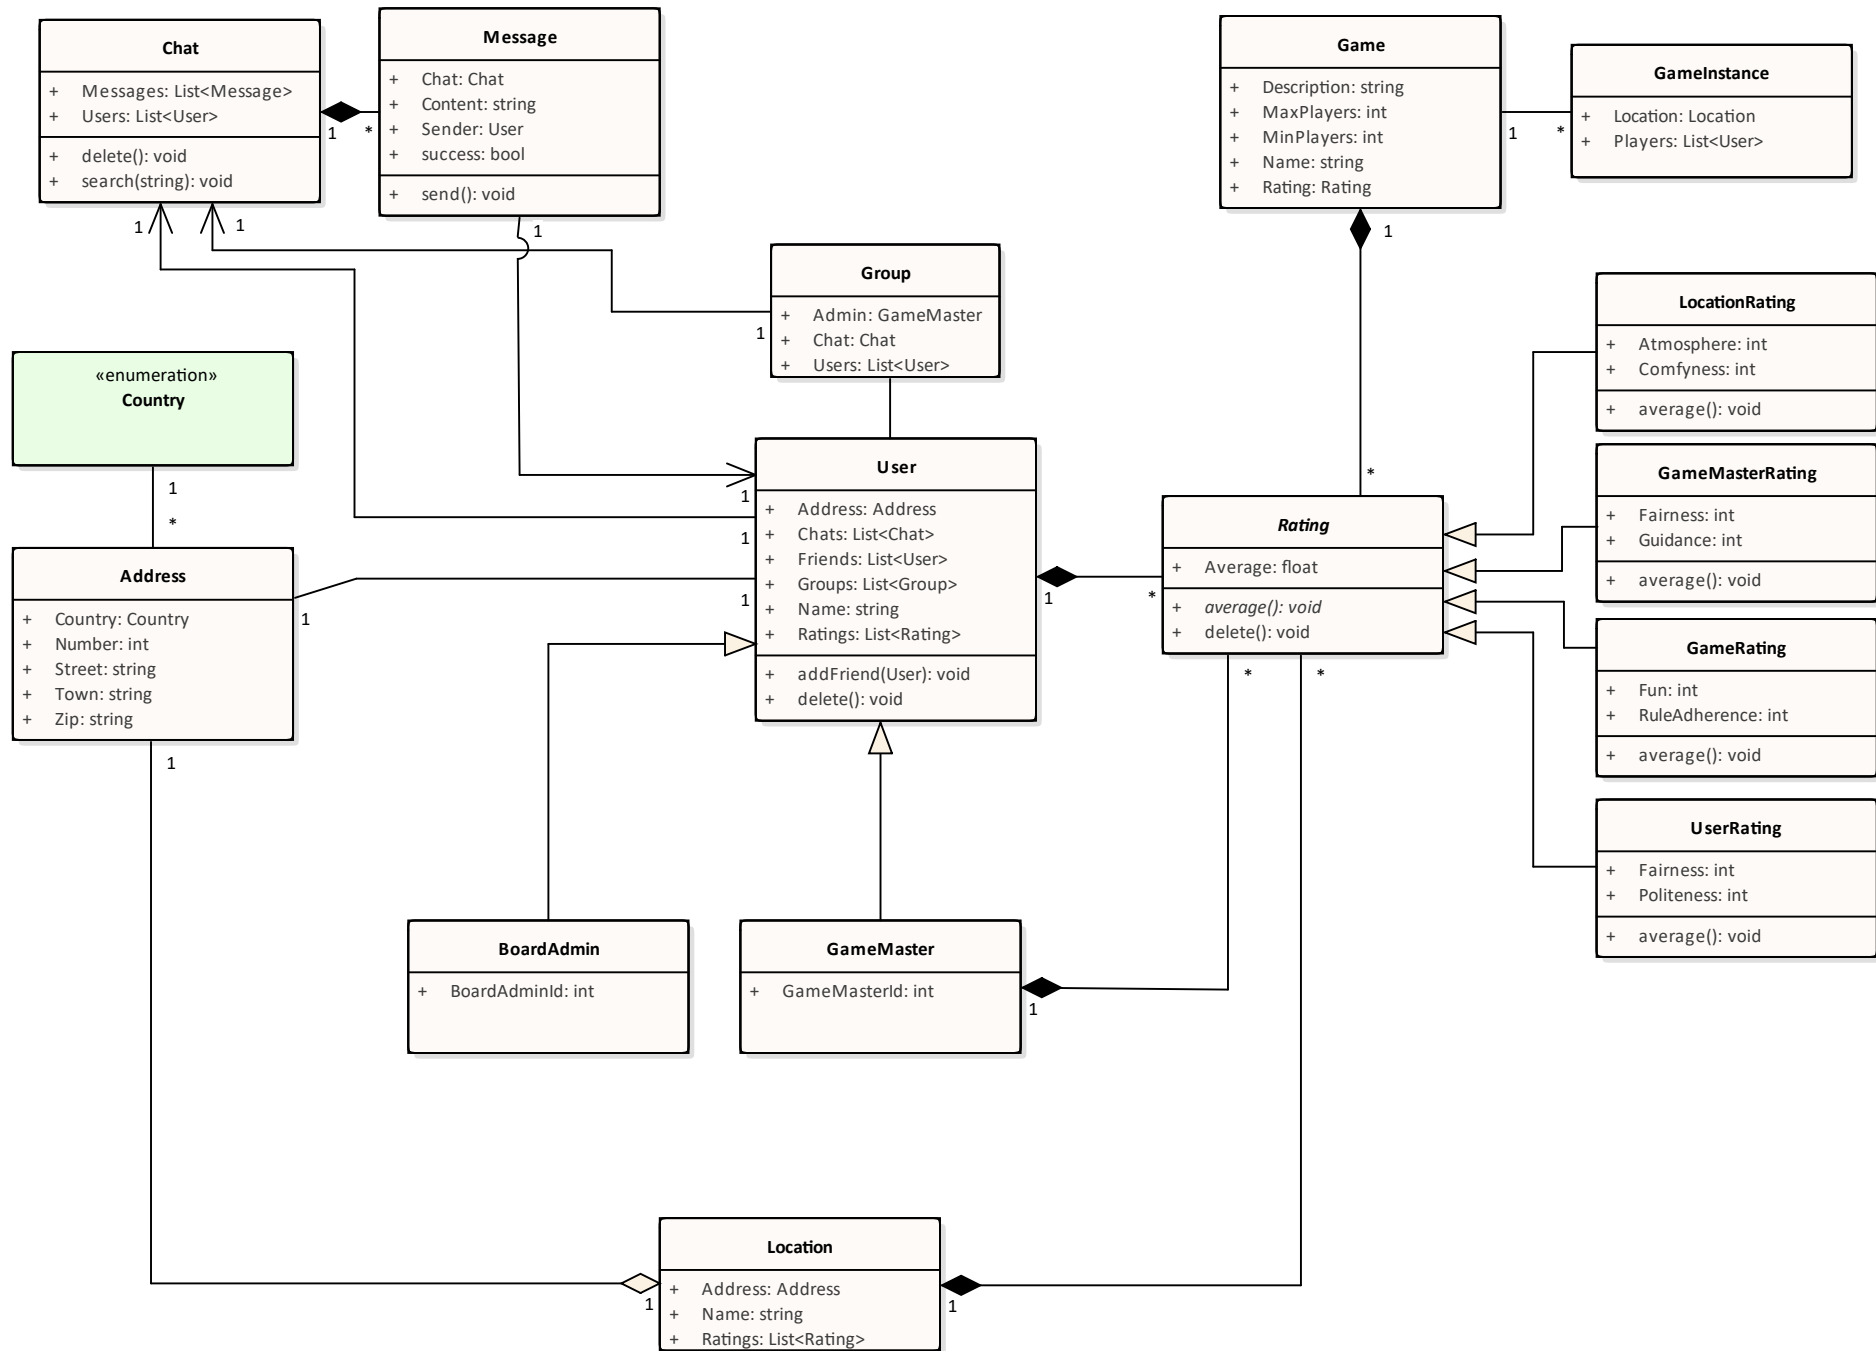 Chat
+ Messages: List<Message>
+ Users: List<User>
+ delete(): void
+ search(string): void
1
*
Message
+ Chat: Chat
+ Content: string
+ Sender: User
+ success: bool
+ send(): void
1
1
1
Game
+ Description: string
+ MaxPlayers: int
+ MinPlayers: int
+ Name: string
+ Rating: Rating
1
*
GameInstance
+ Location: Location
+ Players: List<User>
1
*
Group
+ Admin: GameMaster
+ Chat: Chat
+ Users: List<User>
1
«enumeration»
Country
1
*
Address
+ Country: Country
+ Number: int
+ Street: string
+ Town: string
+ Zip: string
1
1
User
+ Address: Address
+ Chats: List<Chat>
+ Friends: List<User>
+ Groups: List<Group>
+ Name: string
+ Ratings: List<Rating>
+ addFriend(User): void
+ delete(): void
1
1
1
1
*
Rating
+ Average: float
+ average(): void
+ delete(): void
*
*
LocationRating
+ Atmosphere: int
+ Comfyness: int
+ average(): void
GameMasterRating
+ Fairness: int
+ Guidance: int
+ average(): void
GameRating
+ Fun: int
+ RuleAdherence: int
+ average(): void
UserRating
+ Fairness: int
+ Politeness: int
+ average(): void
BoardAdmin
+ BoardAdminId: int
GameMaster
+ GameMasterId: int
1
Location
+ Address: Address
+ Name: string
+ Ratings: List<Rating>
1
1